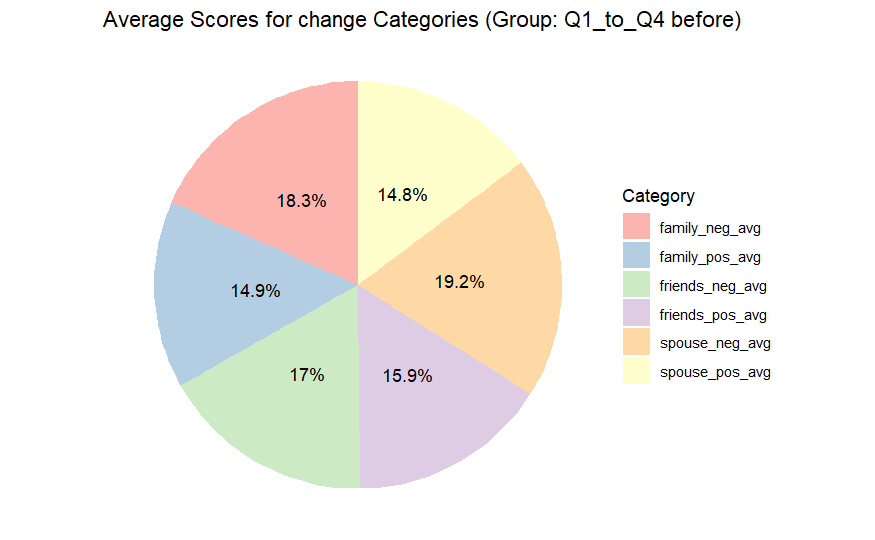 Average Scores for change Categories (Group: Q1_to_Q4 before)
18.3%
14.8%
14.9%
19.2%
17%
15.9%
Category
family_neg_avg
family_pos_avg
friends_neg_avg
friends_pos_avg
spouse_neg_avg
spouse_pos_avg